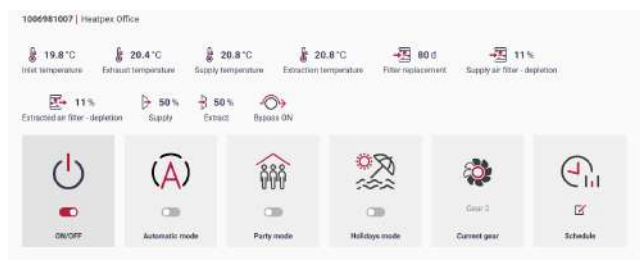 1006981007 | Heatpex Office
19.8°C 20.4°C 20.8°C 20.8°C 80 d 11%
Inlet temperature Exhaust temperature Supply temperature Extraction temperature Filter replacement Supply air filter - depletion
11% 50% 50%
Extracted air filter - depletion Supply Extract Bypass ON
A
Gear 2
ON/OFF Automatic mode Party mode Holidays mode Current gear Schedule